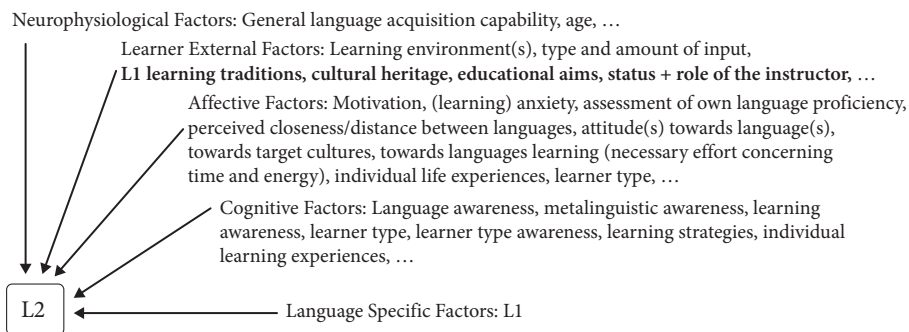 Neurophysiological Factors: General language acquisition capability, age, …
Learner External Factors: Learning environment(s), type and amount of input,
L1 learning traditions, cultural heritage, educational aims, status + role of the instructor, …
Affective Factors: Motivation, (learning) anxiety, assessment of own language proficiency,
perceived closeness/distance between languages, attitude(s) towards language(s),
towards target cultures, towards languages learning (necessary effort concerning
time and energy), individual life experiences, learner type, …
Cognitive Factors: Language awareness, metalinguistic awareness, learning
awareness, learner type, learner type awareness, learning strategies, individual
learning experiences, …
L2
Language Specific Factors: L1